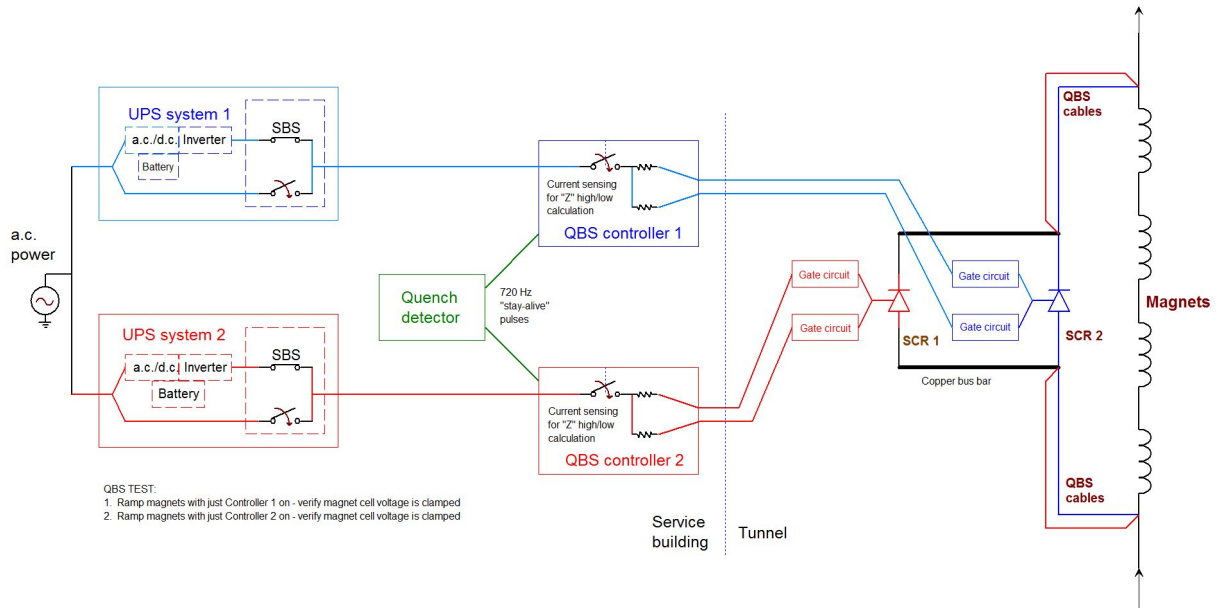 UPS system 1
a.c./d.c. Inverter
Battery
SBS
a.c.
power
Current sensing
for "Z" high/low
calculation
QBS controller 1
Quench
detector
720 Hz
"stay-alive"
pulses
UPS system 2
a.c./d.c. Inverter
Battery
SBS
Current sensing
for "Z" high/low
calculation
QBS controller 2
QBS TEST:
1. Ramp magnets with just Controller 1 on - verify magnet cell voltage is clamped
2. Ramp magnets with just Controller 2 on - verify magnet cell voltage is clamped
Service
building
Tunnel
Gate circuit
Gate circuit
SCR 1
Gate circuit
Gate circuit
SCR 2
Copper bus bar
QBS
cables
Magnets
QBS
cables